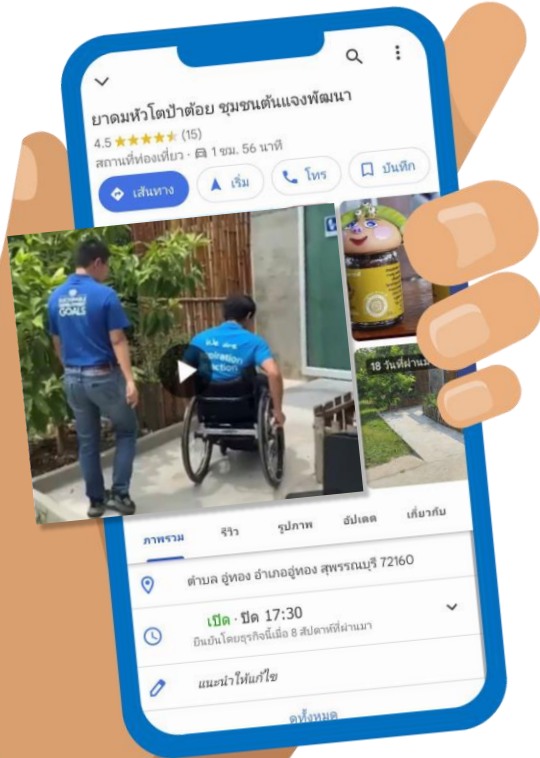 ยาดมหัวโตป้าต้อย ชุมชนต้นแจงพัฒนา
4.5 (15)
สถานที่ท่องเที่ยว · 1 ชม. 56 นาที
เส้นทาง เริ่ม โทร บันทึก
SUSTAINABLE
DEVELOPMENT
GOALS
action
18 วันที่ผ่านมา
ภาพรวม รีวิว รูปภาพ อัปเดต เกี่ยวกับ
ตำบล อู่ทอง อำเภออู่ทอง สุพรรณบุรี 72160
เปิด · ปิด 17:30
ยืนยันโดยธุรกิจนี้เมื่อ 8 สัปดาห์ที่ผ่านมา
แนะนำให้แก้ไข
ดูทั้งหมด